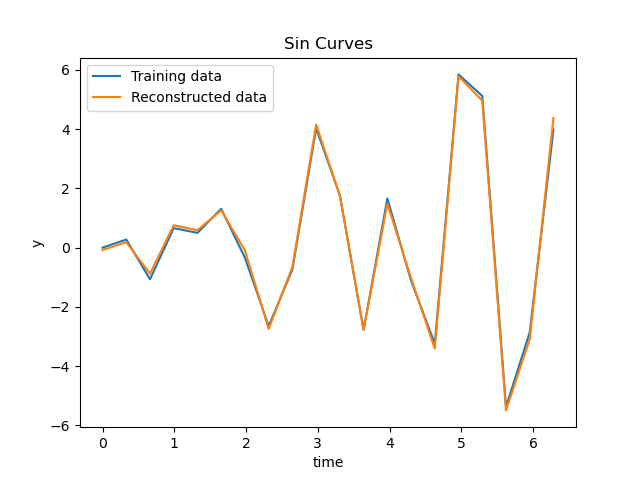 Sin Curves
Training data
Reconstructed data
6
4
2
0
−2
−4
−6
y
0 1 2 3 4 5 6
time